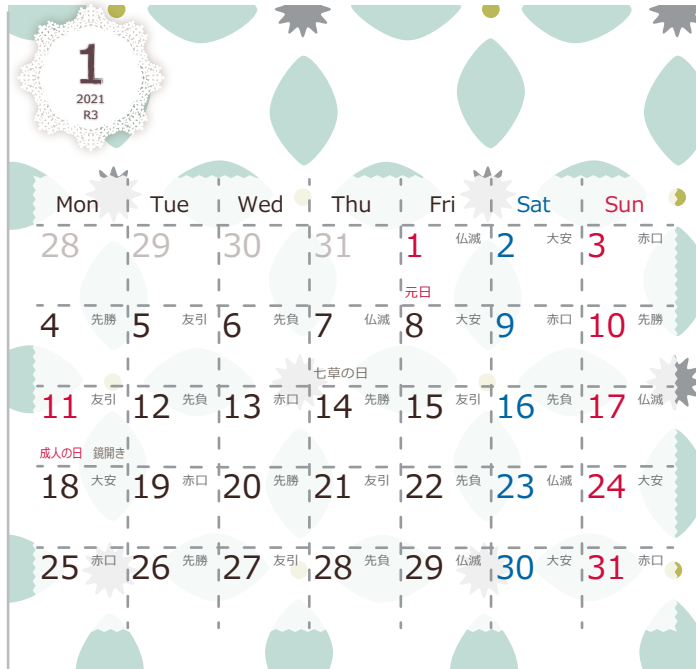 1
2021
R3
Mon Tue Wed Thu Fri Sat Sun
28 29 30 31 1 仏滅 2 大安 3 赤口
元日
4 先勝 5 友引 6 先負 7 仏滅 8 大安 9 赤口 10 先勝
七草の日
11 友引 12 先負 13 赤口 14 先勝 15 友引 16 先負 17 仏滅
成人の日 鏡開き
18 大安 19 赤口 20 先勝 21 友引 22 先負 23 仏滅 24 大安
25 赤口 26 先勝 27 友引 28 先負 29 仏滅 30 大安 31 赤口